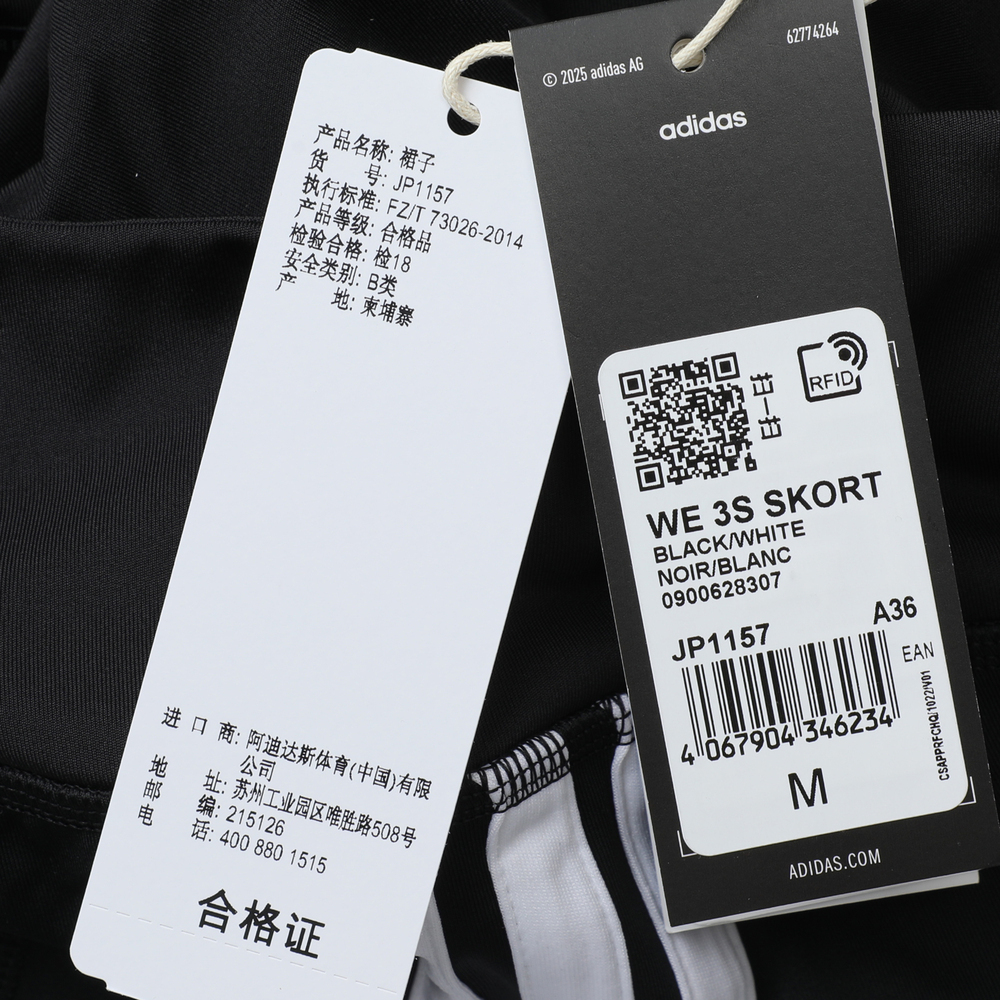 产品名称: 裙子
货 号: JP1157
执行标准: FZ/T 73026-2014
产品等级: 合格品
检验合格: 检18
安全类别: B类
产 地: 柬埔寨
进 口 商: 阿迪达斯体育(中国)有限
公司
地 址: 苏州工业园区唯胜路508号
邮 编: 215126
电 话: 400 880 1515
合格证
© 2025 adidas AG
62774264
adidas
RFID
WE 3S SKORT
BLACK/WHITE
NOIR/BLANC
0900628307
JP1157
A36
EAN
4 067904 346234
CSAPPRFCHQ/1022/V01
M
ADIDAS.COM